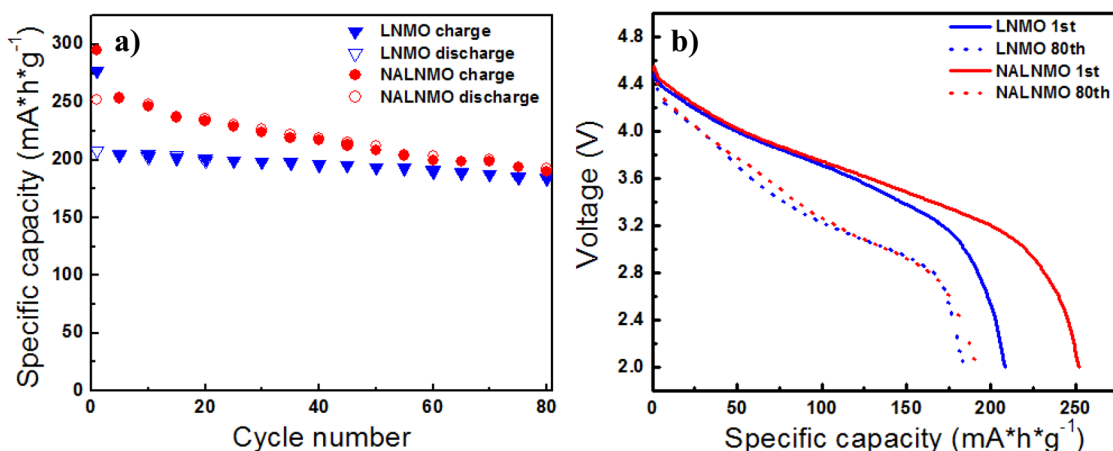 a)
LNMO charge
LNMO discharge
NALNMO charge
NALNMO discharge
300
250
200
150
100
50
0
0 20 40 60 80
Cycle number
Specific capacity (mA*h*g-1)
b)
LNMO 1st
LNMO 80th
NALNMO 1st
NALNMO 80th
4.8
4.4
4.0
3.6
3.2
2.8
2.4
2.0
0 50 100 150 200 250
Specific capacity (mA*h*g-1)
Voltage (V)